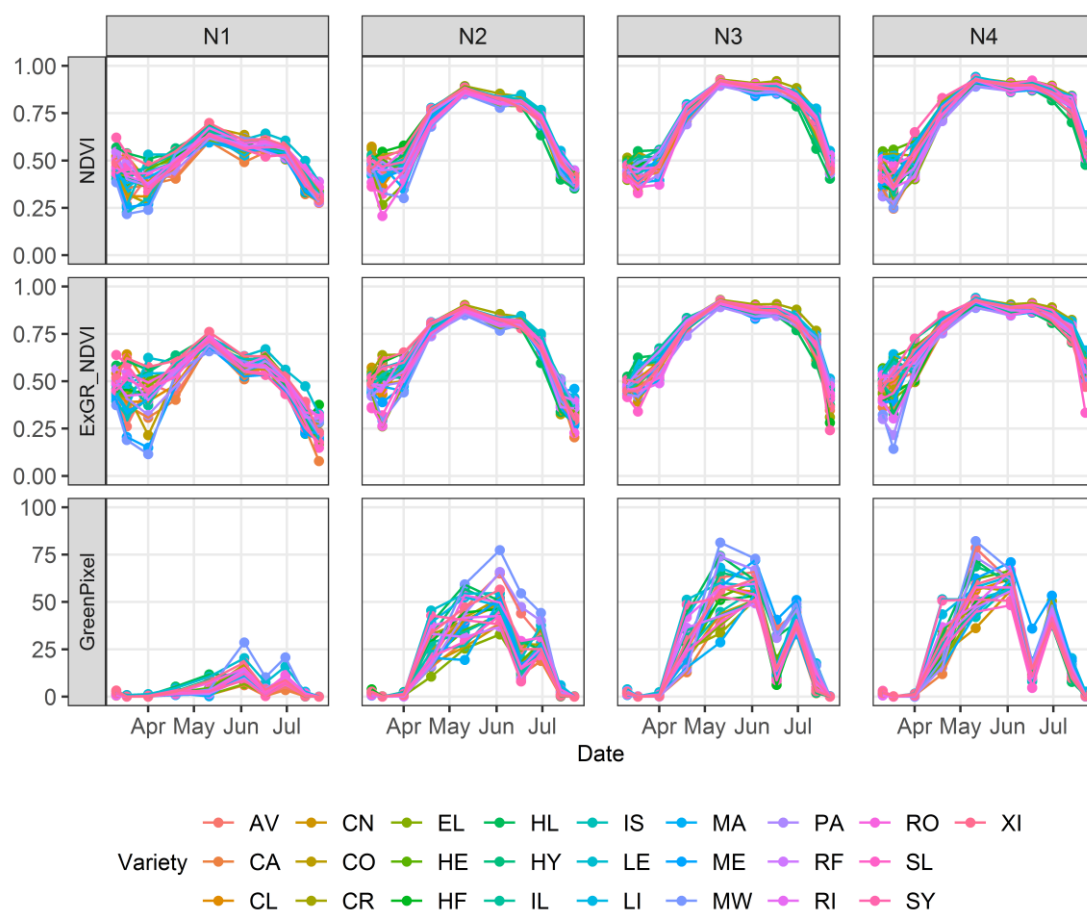 N1 N2 N3 N4
1.00
0.75
0.50
0.25
0.00
NDVI
1.00
0.75
0.50
0.25
0.00
ExGR_NDVI
100
75
50
25
0
GreenPixel
Apr May Jun Jul Apr May Jun Jul Apr May Jun Jul Apr May Jun Jul
Date
AV CN EL HL IS MA PA RO XI
Variety CA CO HE HY LE ME RF SL
CL CR HF IL LI MW RI SY